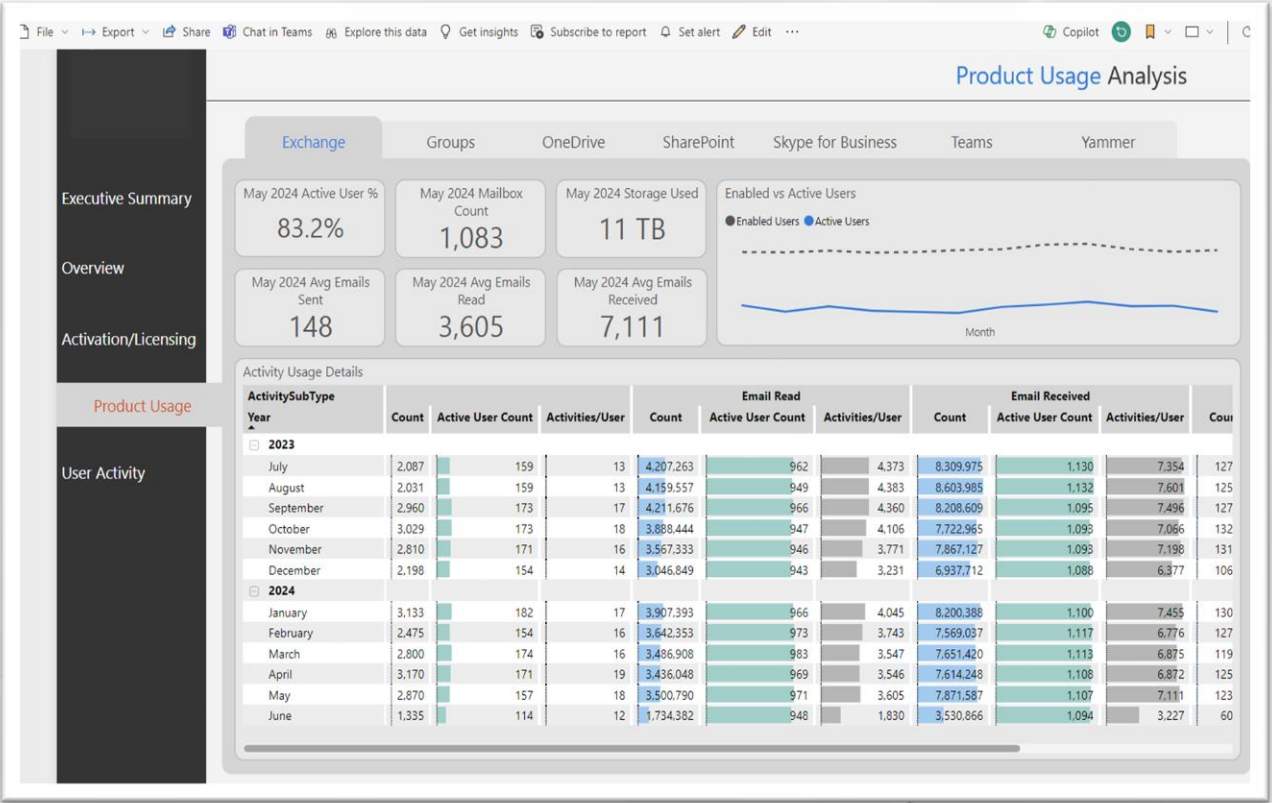 File Export Share Chat in Teams Explore this data Get insights Subscribe to report Set alert Edit ... Copilot
Product Usage Analysis
Executive Summary
Overview
Activation/Licensing
Product Usage
User Activity
Exchange Groups OneDrive SharePoint Skype for Business Teams Yammer
May 2024 Active User %
83.2%
May 2024 Mailbox
Count
1,083
May 2024 Storage Used
11 TB
May 2024 Avg Emails
Sent
148
May 2024 Avg Emails
Read
3,605
May 2024 Avg Emails
Received
7,111
Enabled vs Active Users
Enabled Users Active Users
Month
Activity Usage Details
ActivitySubType Email Read Email Received
Year Count Active User Count Activities/User Count Active User Count Activities/User Count Active User Count Activities/User Cou
2023
July 2,087 159 13 4,207,263 962 4,373 8,309,975 1,130 7,354 127
August 2,031 159 13 4,159,557 949 4,383 8,603,985 1,132 7,601 125
September 2,960 173 17 4,211,676 966 4,360 8,208,609 1,095 7,496 127
October 3,029 173 18 3,888,444 947 4,106 7,722,965 1,093 7,066 132
November 2,810 171 16 3,567,333 946 3,771 7,867,127 1,093 7,198 131
December 2,198 154 14 3,046,849 943 3,231 6,937,712 1,088 6,377 106
2024
January 3,133 182 17 3,907,393 966 4,045 8,200,388 1,100 7,455 130
February 2,475 154 16 3,642,353 973 3,743 7,569,037 1,117 6,776 127
March 2,800 174 16 3,486,908 983 3,547 7,651,420 1,113 6,875 119
April 3,170 171 19 3,436,048 969 3,546 7,614,248 1,108 6,872 125
May 2,870 157 18 3,500,790 971 3,605 7,871,587 1,107 7,111 123
June 1,335 114 12 1,734,382 948 1,830 3,530,866 1,094 3,227 60